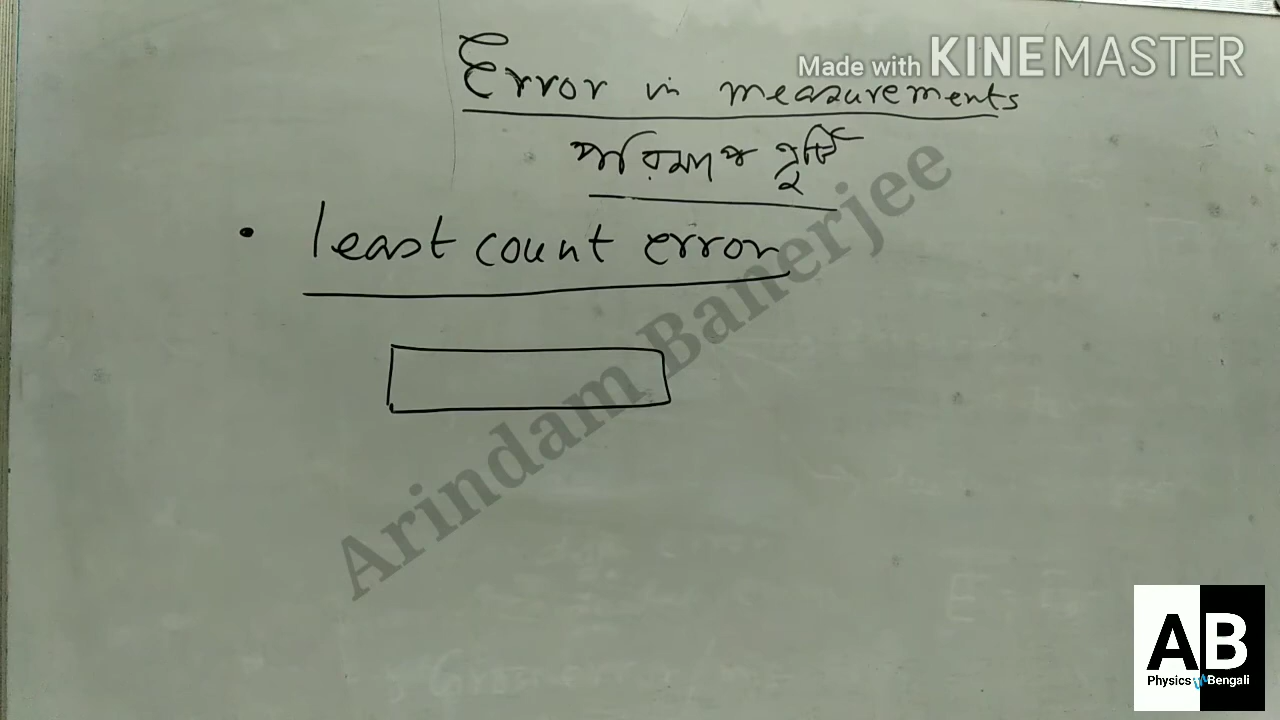 Made with KINEMASTER
Error in measurements
পরিমাপ ত্রুটি
• least count error
Arindam Banerjee
AB
Physics in Bengali